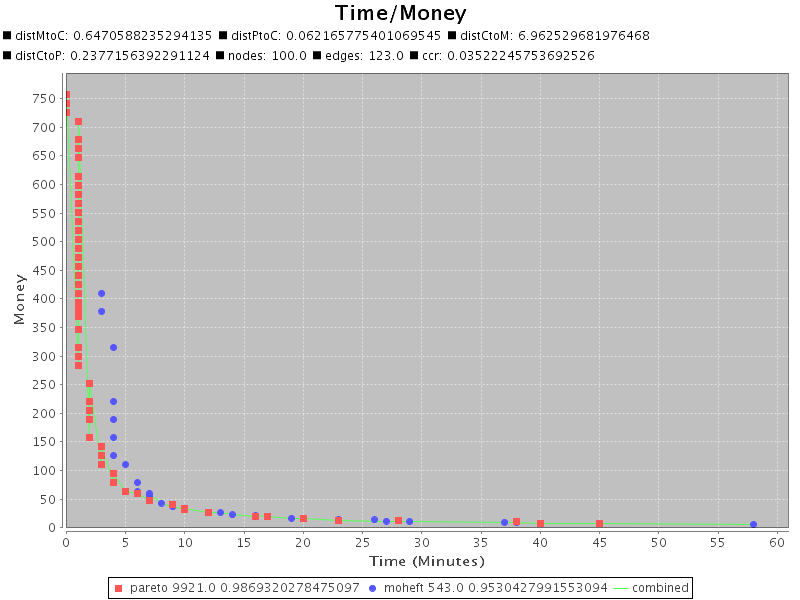 Time/Money
distMtoC: 0.6470588235294135 distPtoC: 0.062165775401069545 distCtoM: 6.962529681976468
distCtoP: 0.2377156392291124 nodes: 100.0 edges: 123.0 ccr: 0.03522245753692526
750
700
650
600
550
500
450
400
350
300
250
200
150
100
50
0
Money
0 5 10 15 20 25 30 35 40 45 50 55 60
Time (Minutes)
pareto 9921.0 0.9869320278475097 moheft 543.0 0.9530427991553094 combined